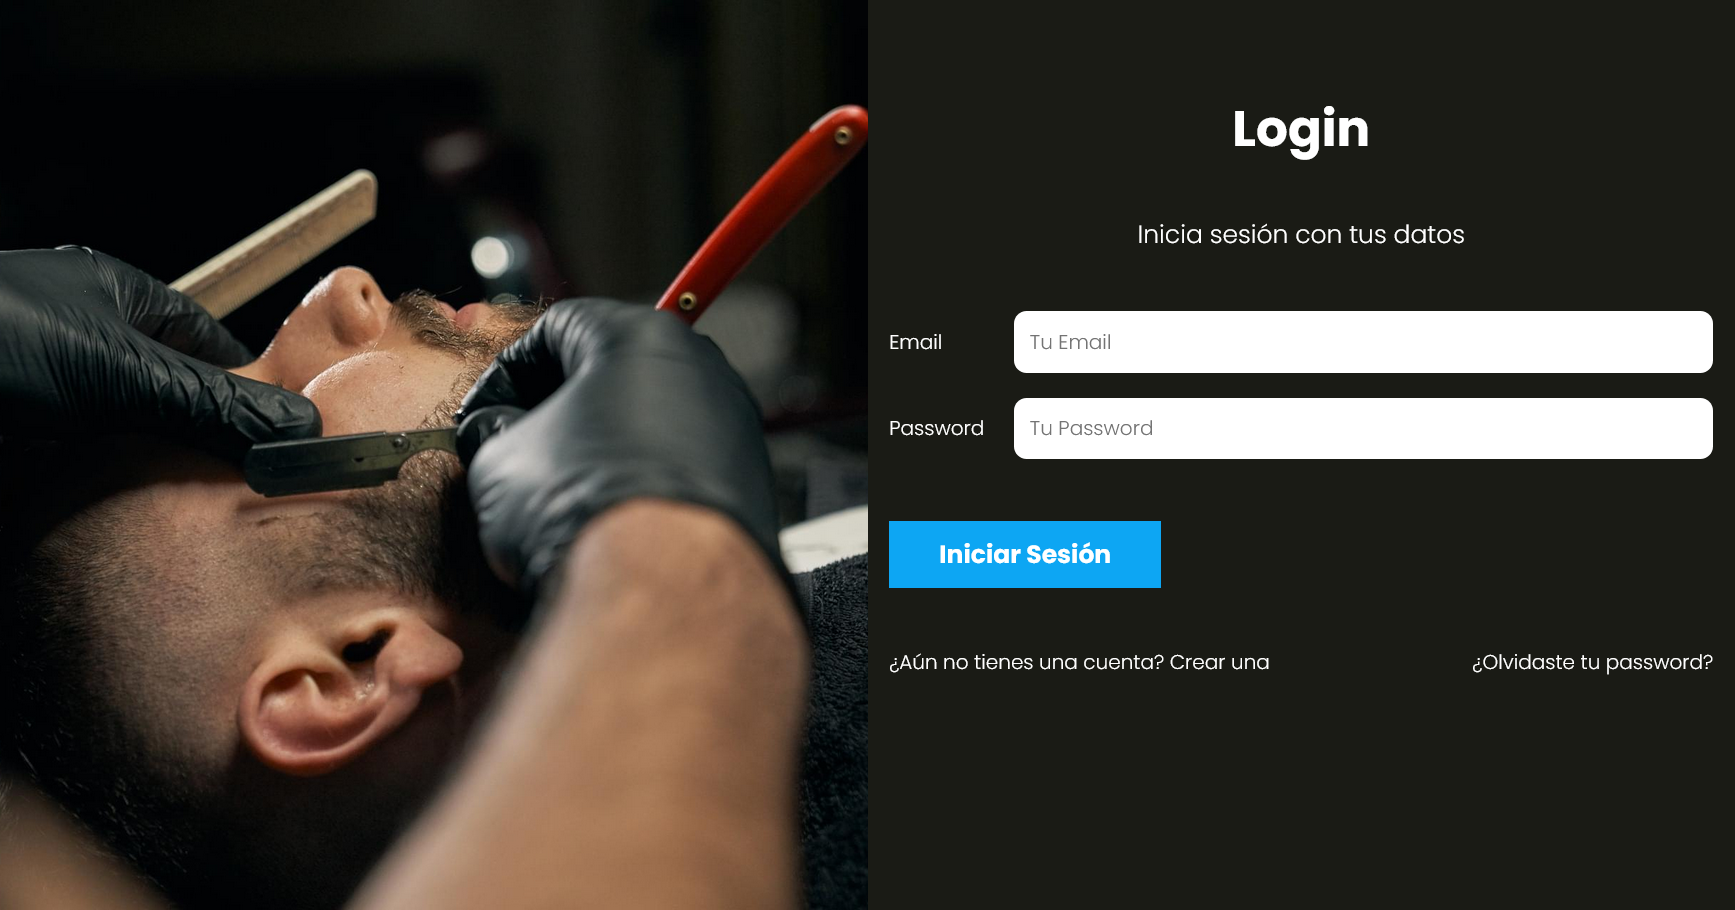 Login
Inicia sesión con tus datos
Email
Tu Email
Password
Tu Password
Iniciar Sesión
¿Aún no tienes una cuenta? Crear una
¿Olvidaste tu password?